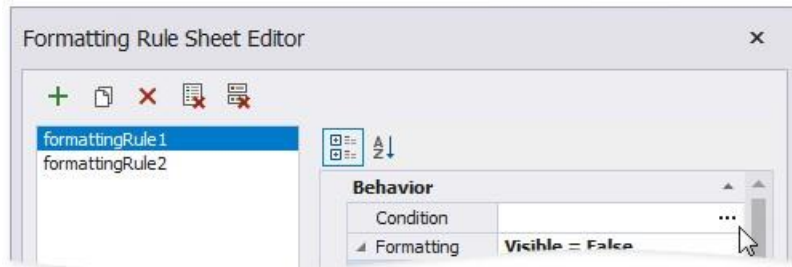 Formatting Rule Sheet Editor
formattingRule1
formattingRule2
Behavior
Condition ...
Formatting Visible = False